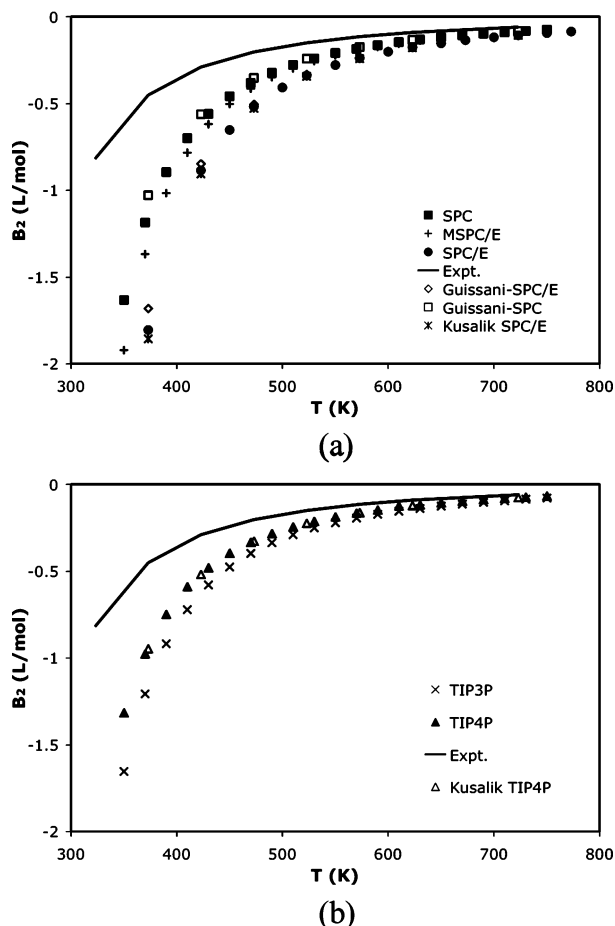 0
-0.5
-1
-1.5
-2
B₂ (L/mol)
SPC
MSPC/E
SPC/E
Expt.
Guissani-SPC/E
Guissani-SPC
Kusalik SPC/E
300 400 500 600 700 800
T (K)
(a)
0
-0.5
-1
-1.5
-2
B₂ (L/mol)
TIP3P
TIP4P
Expt.
Kusalik TIP4P
300 400 500 600 700 800
T (K)
(b)